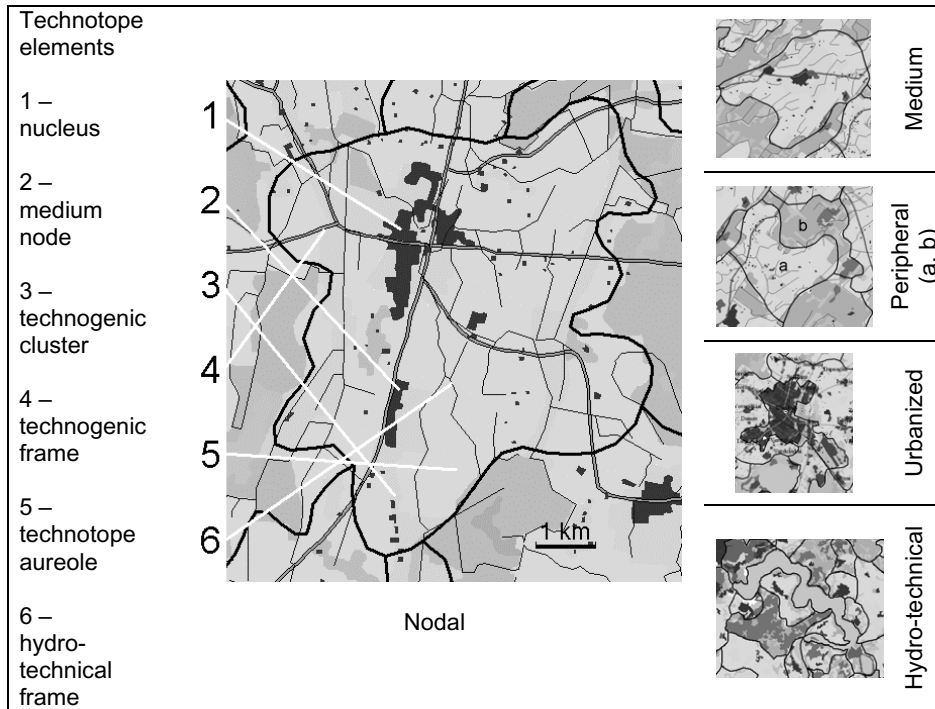 Technotope
elements
1 –
nucleus
2 –
medium
node
3 –
technogenic
cluster
4 –
technogenic
frame
5 –
technotope
aureole
6 –
hydro-
technical
frame
1
2
3
4
5
6
1 km
Nodal
Medium
b
a
Peripheral
(a, b)
Urbanized
Hydro-technical